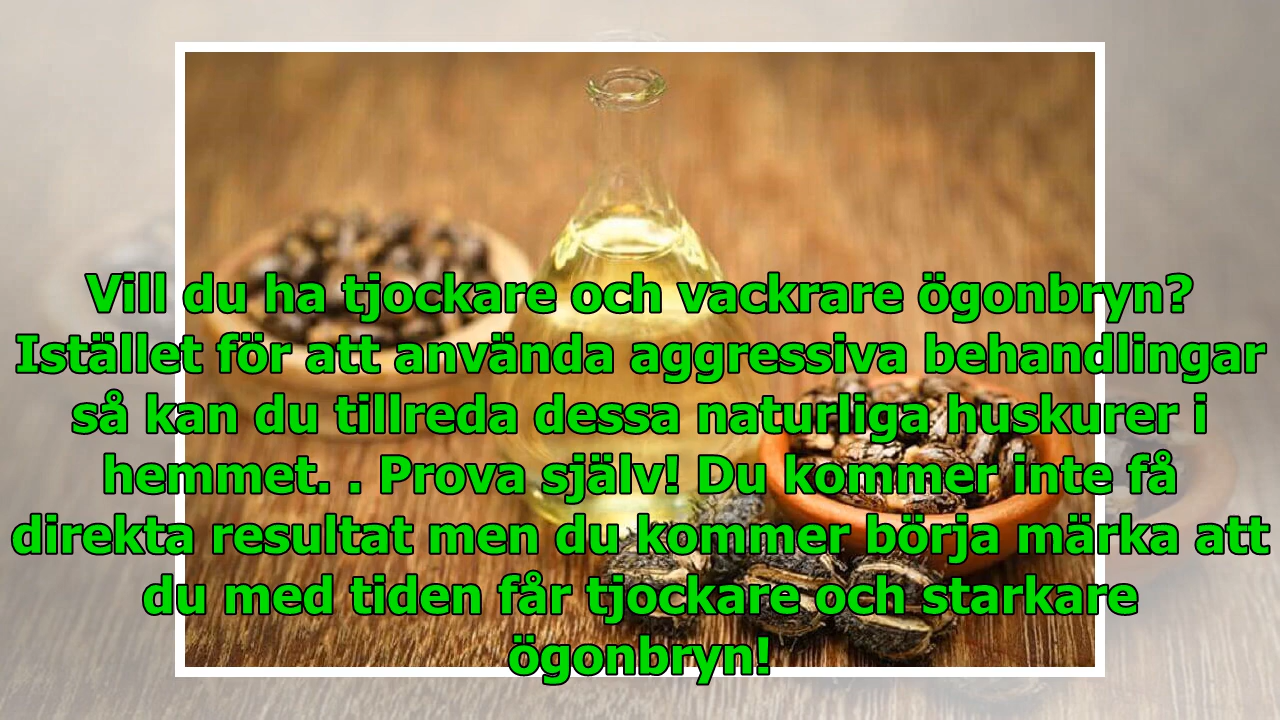 Vill du ha tjockare och vackrare ögonbryn?
Istället för att använda aggressiva behandlingar
så kan du tillreda dessa naturliga huskurer i
hemmet. . Prova själv! Du kommer inte få
direkta resultat men du kommer börja märka att
du med tiden får tjockare och starkare
ögonbryn!